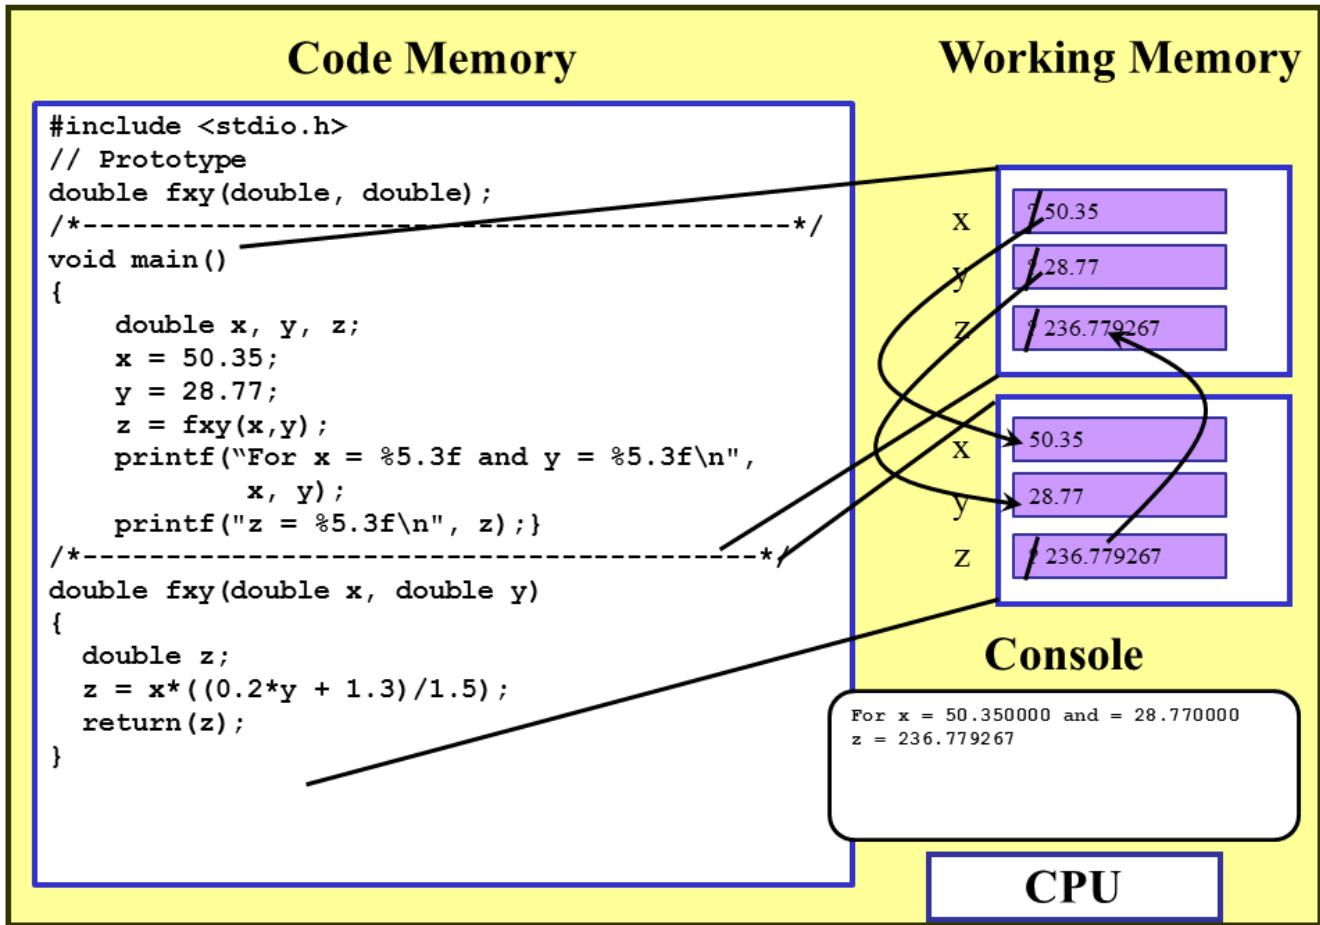 Code Memory
#include <stdio.h>
// Prototype
double fxy(double, double);
/*-------------------------------------------*/
void main()
{
    double x, y, z;
    x = 50.35;
    y = 28.77;
    z = fxy(x,y);
    printf(“For x = %5.3f and y = %5.3f\n",
            x, y);
    printf("z = %5.3f\n", z);}
/*-----------------------------------------*/
double fxy(double x, double y)
{
  double z;
  z = x*((0.2*y + 1.3)/1.5);
  return(z);
}
Working Memory
x ? 50.35
y ? 28.77
z ? 236.779267
x 50.35
y 28.77
z ? 236.779267
Console
For x = 50.350000 and = 28.770000
z = 236.779267
CPU